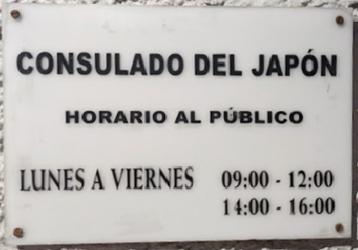 CONSULADO DEL JAPÓN
HORARIO AL PÚBLICO
LUNES A VIERNES 09:00 - 12:00
14:00 - 16:00